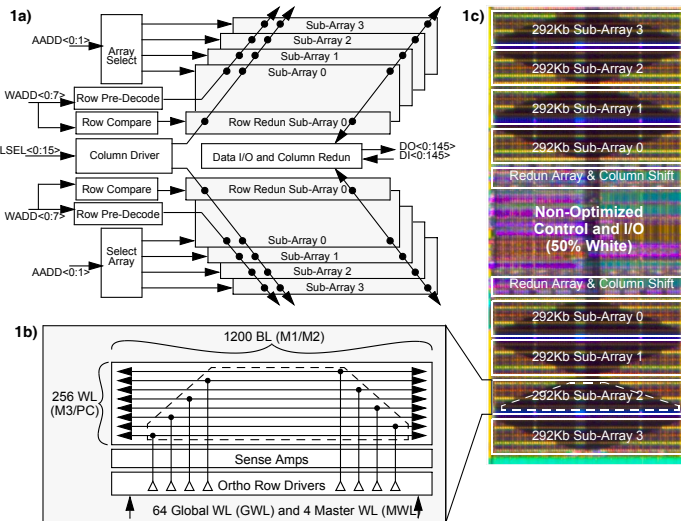 1a)
AADD<0:1>
Array
Select
Sub-Array 3
Sub-Array 2
Sub-Array 1
Sub-Array 0
WADD<0:7>
Row Pre-Decode
Row Compare
Row Redun Sub-Array 0
LSEL<0:15>
Column Driver
Data I/O and Column Redun
DO<0:145>
DI<0:145>
Row Compare
Row Redun Sub-Array 0
WADD<0:7>
Row Pre-Decode
Select
Array
AADD<0:1>
Sub-Array 0
Sub-Array 1
Sub-Array 2
Sub-Array 3
1b)
1200 BL (M1/M2)
256 WL
(M3/PC)
Sense Amps
Ortho Row Drivers
64 Global WL (GWL) and 4 Master WL (MWL)
1c)
292Kb Sub-Array 3
292Kb Sub-Array 2
292Kb Sub-Array 1
292Kb Sub-Array 0
Redun Array & Column Shift
Non-Optimized
Control and I/O
(50% White)
Redun Array & Column Shift
292Kb Sub-Array 0
292Kb Sub-Array 1
292Kb Sub-Array 2
292Kb Sub-Array 3